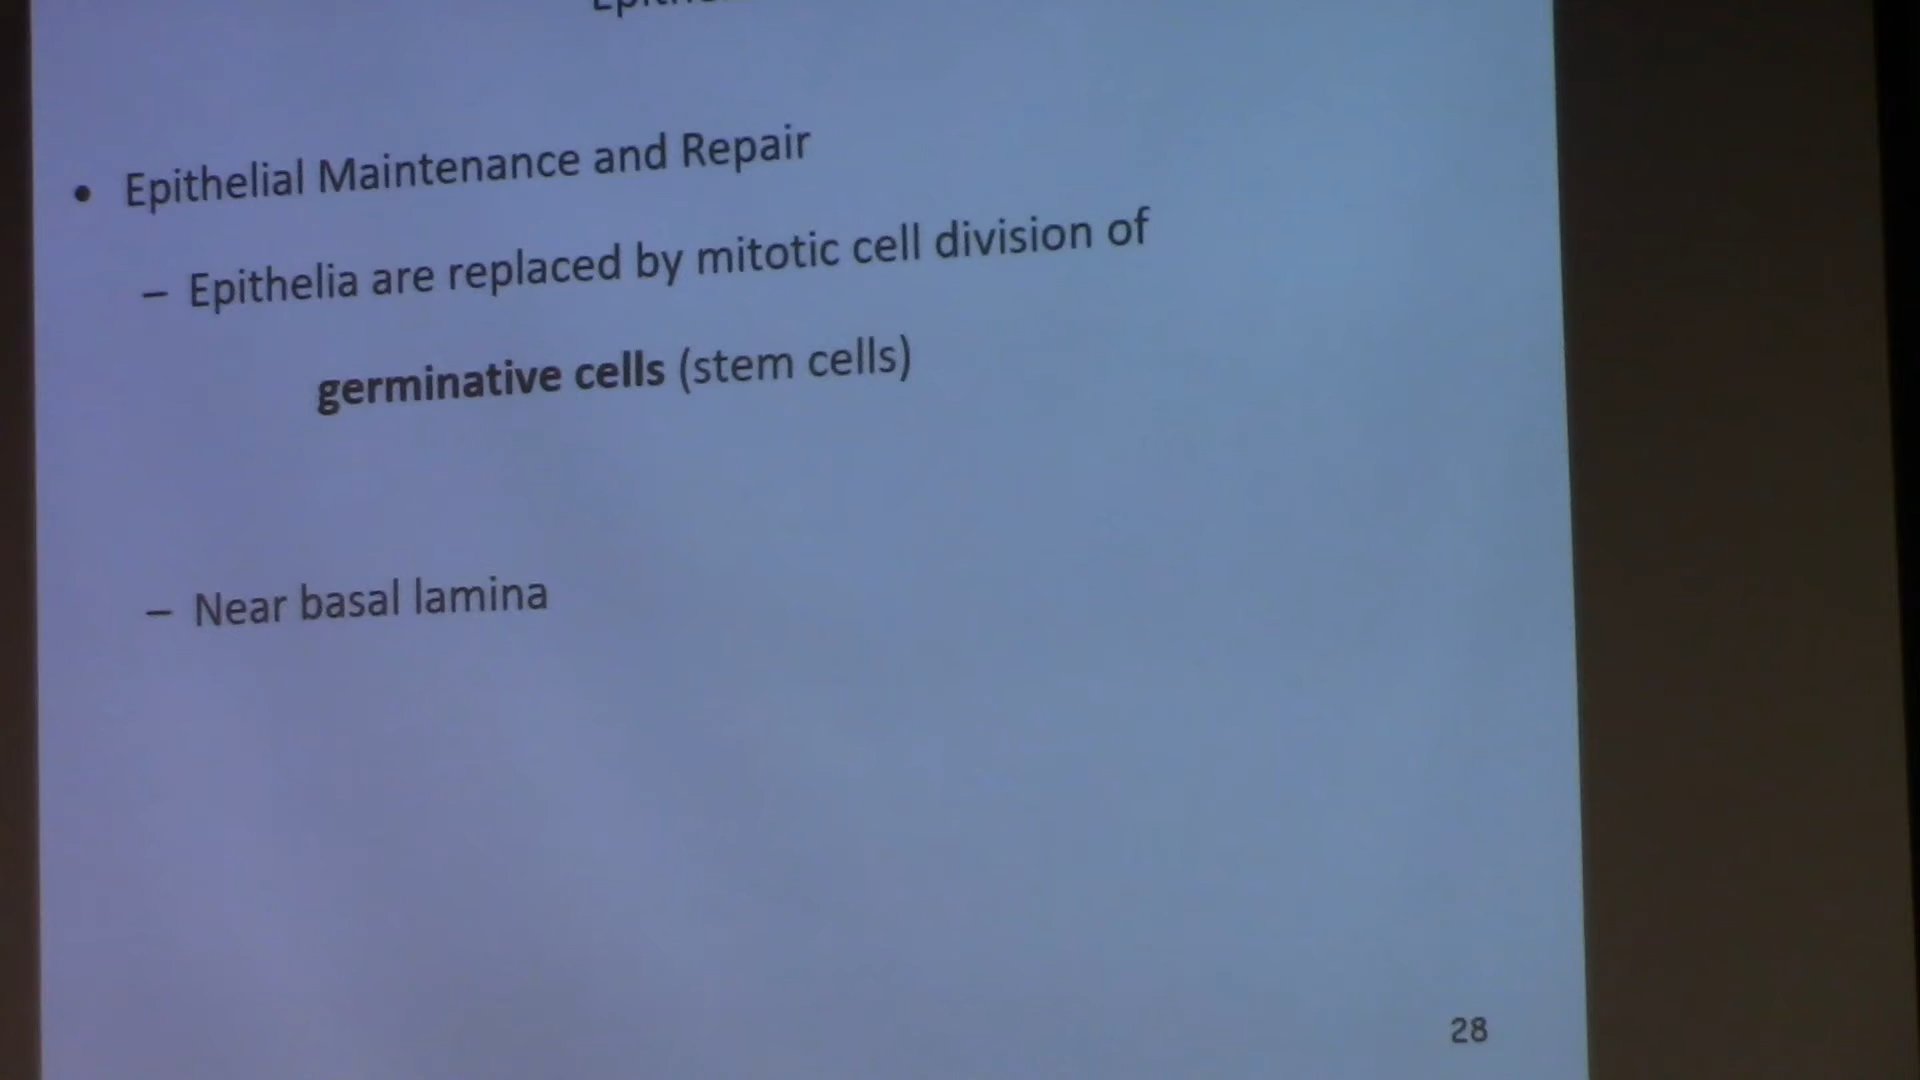 • Epithelial Maintenance and Repair
– Epithelia are replaced by mitotic cell division of
germinative cells (stem cells)
– Near basal lamina
28